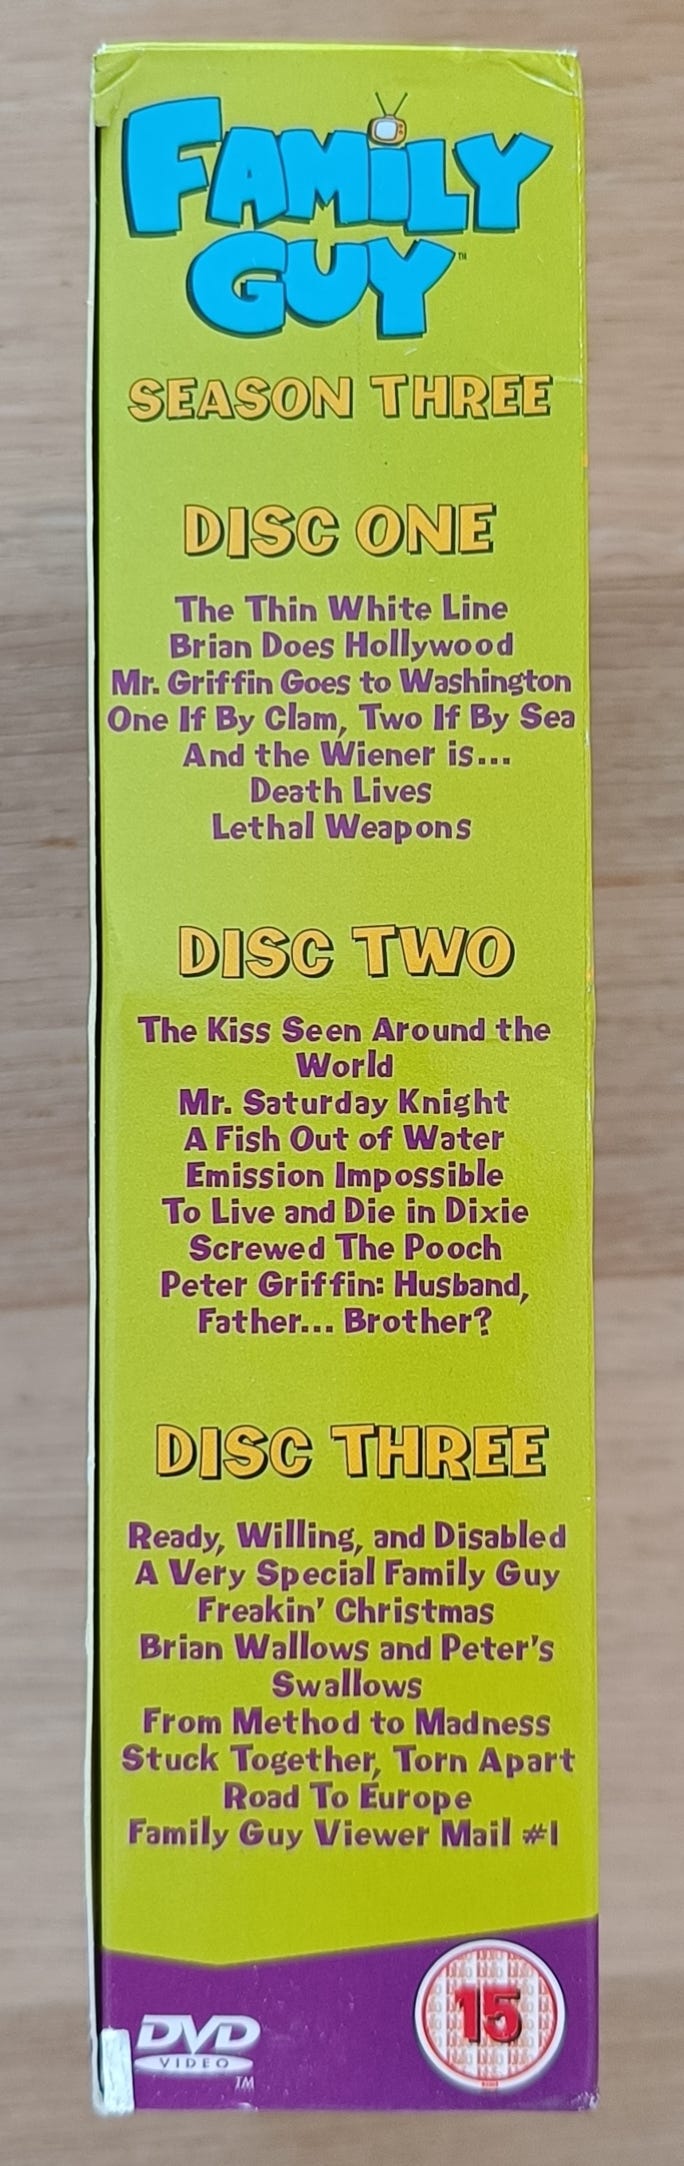 FAMiLY
GUY™
SEASON THREE
DISC ONE
The Thin White Line
Brian Does Hollywood
Mr. Griffin Goes to Washington
One If By Clam, Two If By Sea
And the Wiener is...
Death Lives
Lethal Weapons
DISC TWO
The Kiss Seen Around the
World
Mr. Saturday Knight
A Fish Out of Water
Emission Impossible
To Live and Die in Dixie
Screwed The Pooch
Peter Griffin: Husband,
Father... Brother?
DISC THREE
Ready, Willing, and Disabled
A Very Special Family Guy
Freakin' Christmas
Brian Wallows and Peter's
Swallows
From Method to Madness
Stuck Together, Torn Apart
Road To Europe
Family Guy Viewer Mail #1
DVD
VIDEO
TM
15